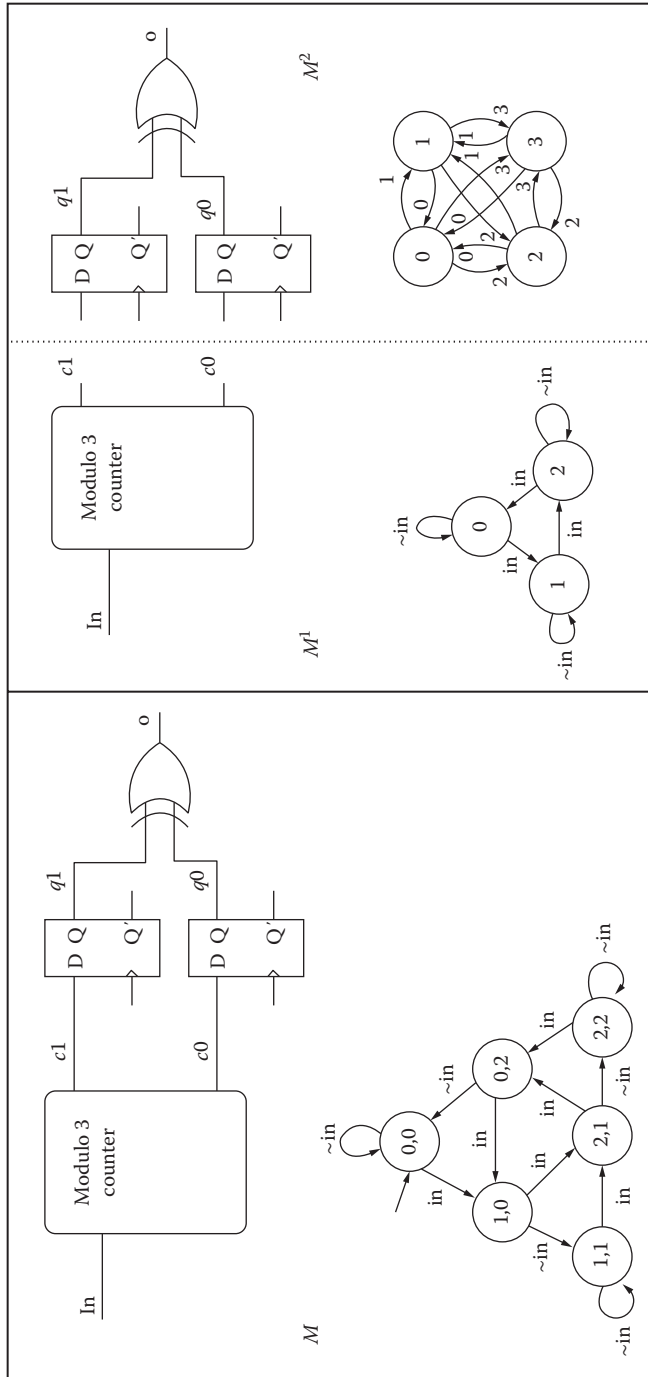 In
Modulo 3
counter
c1
c0
D Q
Q′
D Q
Q′
q1
q0
o
M
~in
0,0
in
~in
1,0
in
0,2
~in
in
in
in
1,1
in
2,1
~in
2,2
~in
~in
In
Modulo 3
counter
c1
c0
M1
~in
0
in
in
1
in
2
~in
~in
D Q
Q′
D Q
Q′
q1
q0
o
M2
1
0
0
1
0
0
2
1
1
3
2
3
2
3
3
2